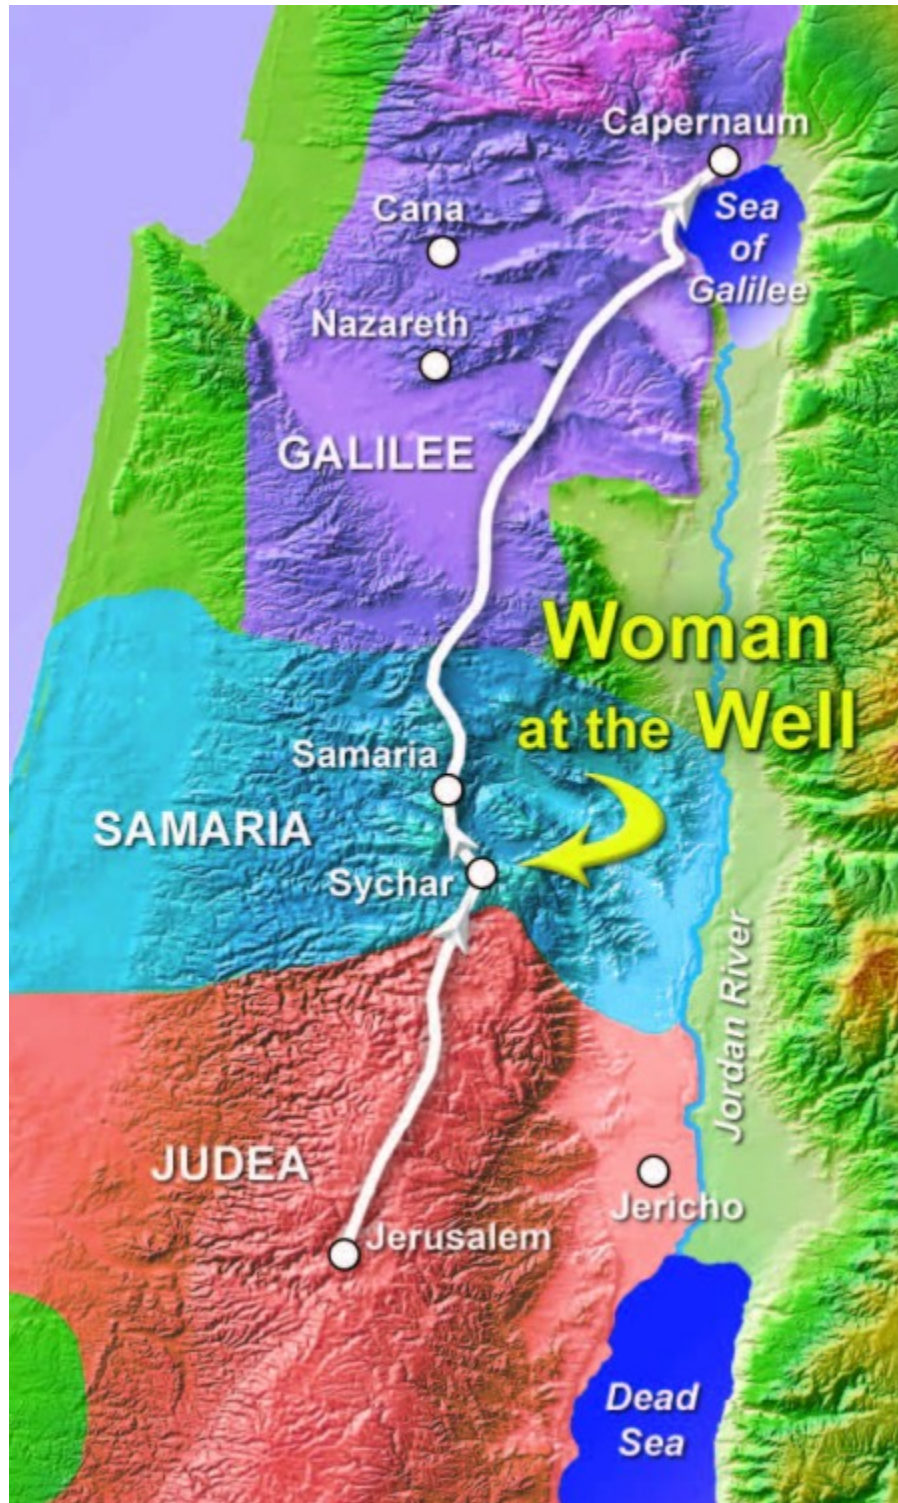 Capernaum
Cana
Sea
of
Galilee
Nazareth
GALILEE
Woman
at the Well
Samaria
SAMARIA
Sychar
Jordan River
JUDEA
Jericho
Jerusalem
Dead
Sea